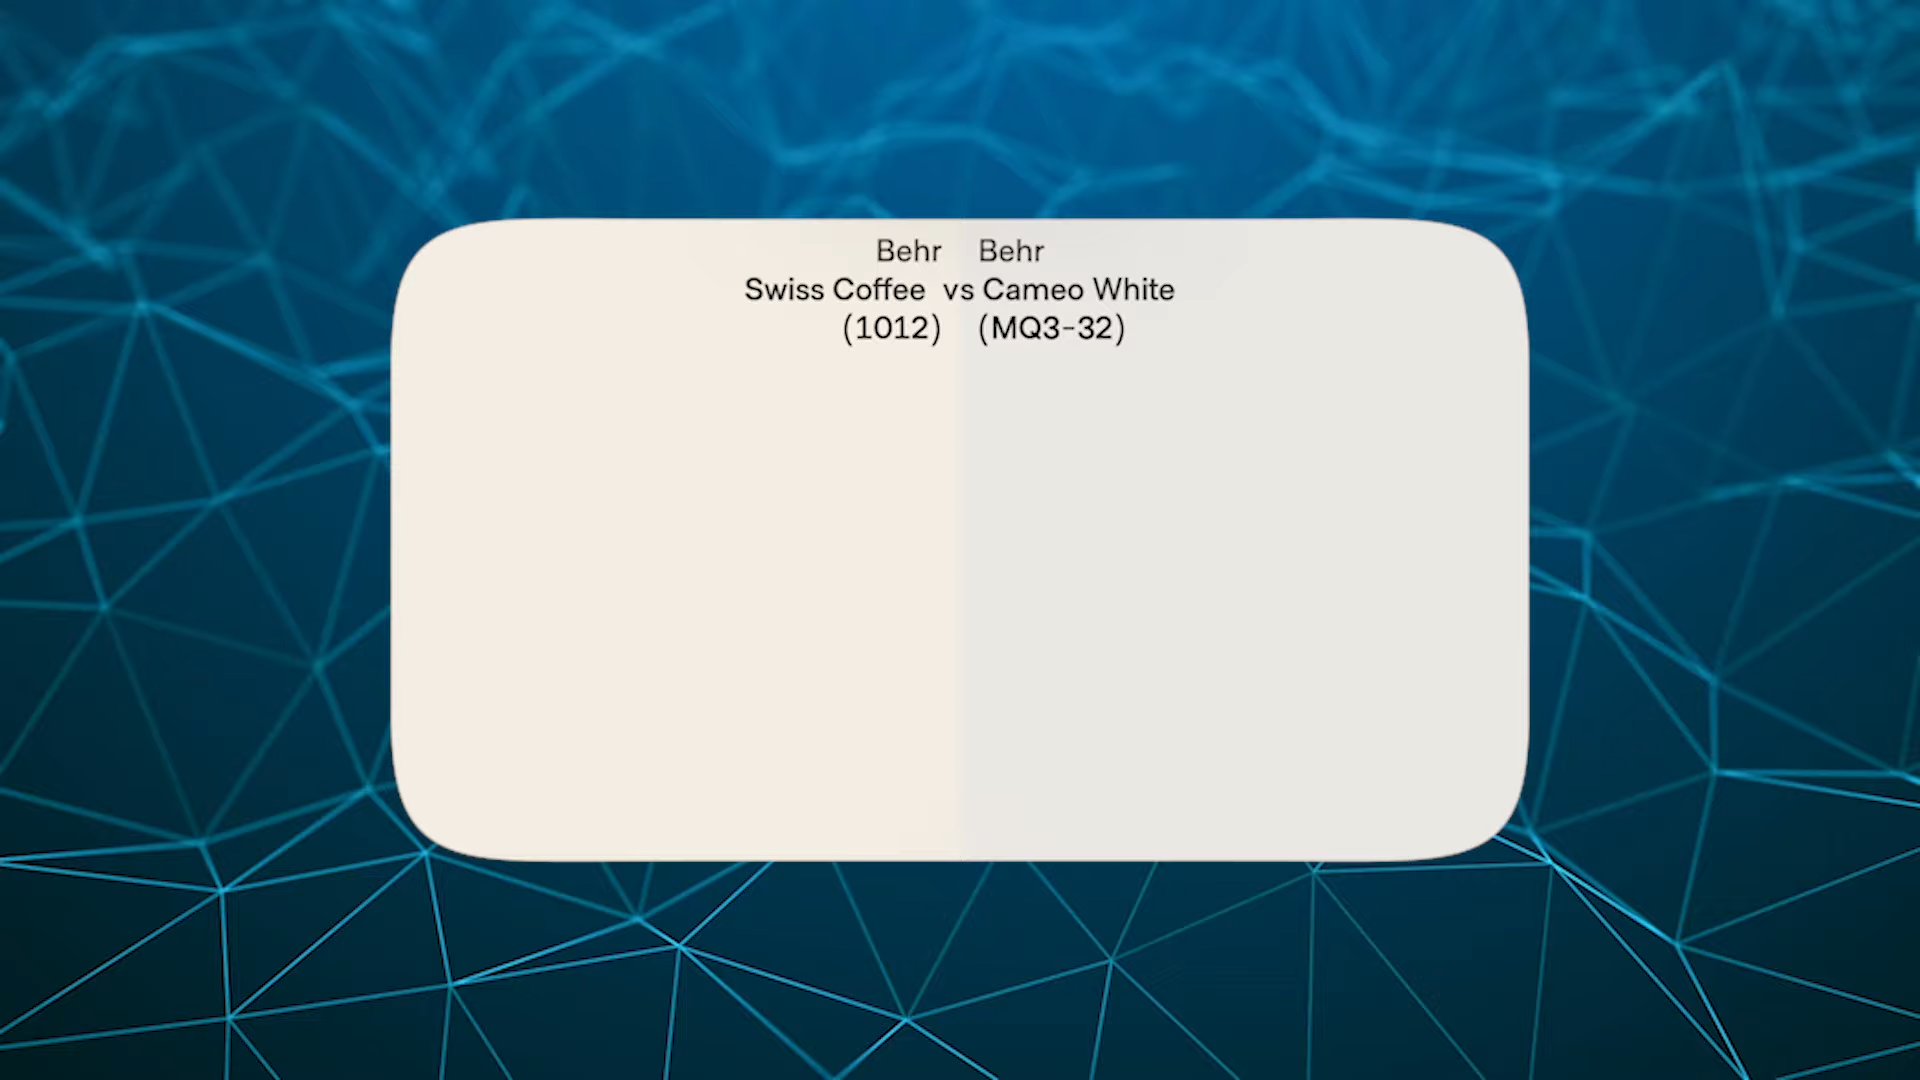 Behr Behr
Swiss Coffee vs Cameo White
(1012) (MQ3-32)